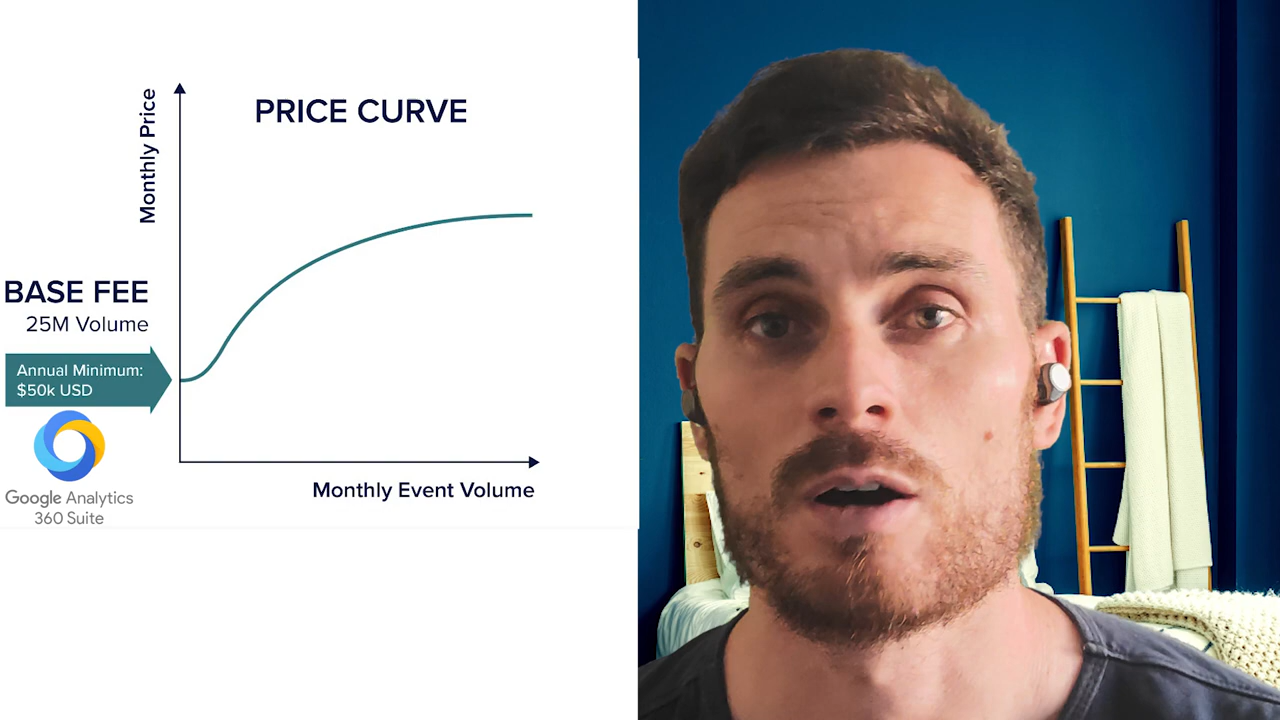 PRICE CURVE
Monthly Price
BASE FEE
25M Volume
Annual Minimum:
$50k USD
Google Analytics
360 Suite
Monthly Event Volume